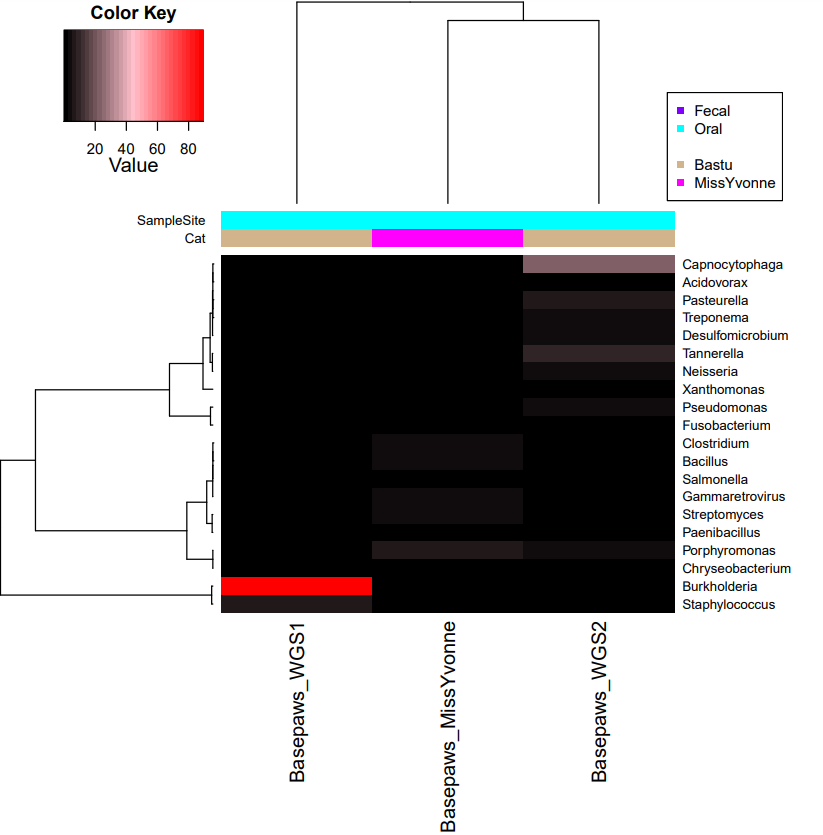 Color Key
20 40 60 80
Value
Fecal
Oral
Bastu
MissYvonne
SampleSite
Cat
Capnocytophaga
Acidovorax
Pasteurella
Treponema
Desulfomicrobium
Tannerella
Neisseria
Xanthomonas
Pseudomonas
Fusobacterium
Clostridium
Bacillus
Salmonella
Gammaretrovirus
Streptomyces
Paenibacillus
Porphyromonas
Chryseobacterium
Burkholderia
Staphylococcus
Basepaws_WGS1
Basepaws_MissYvonne
Basepaws_WGS2